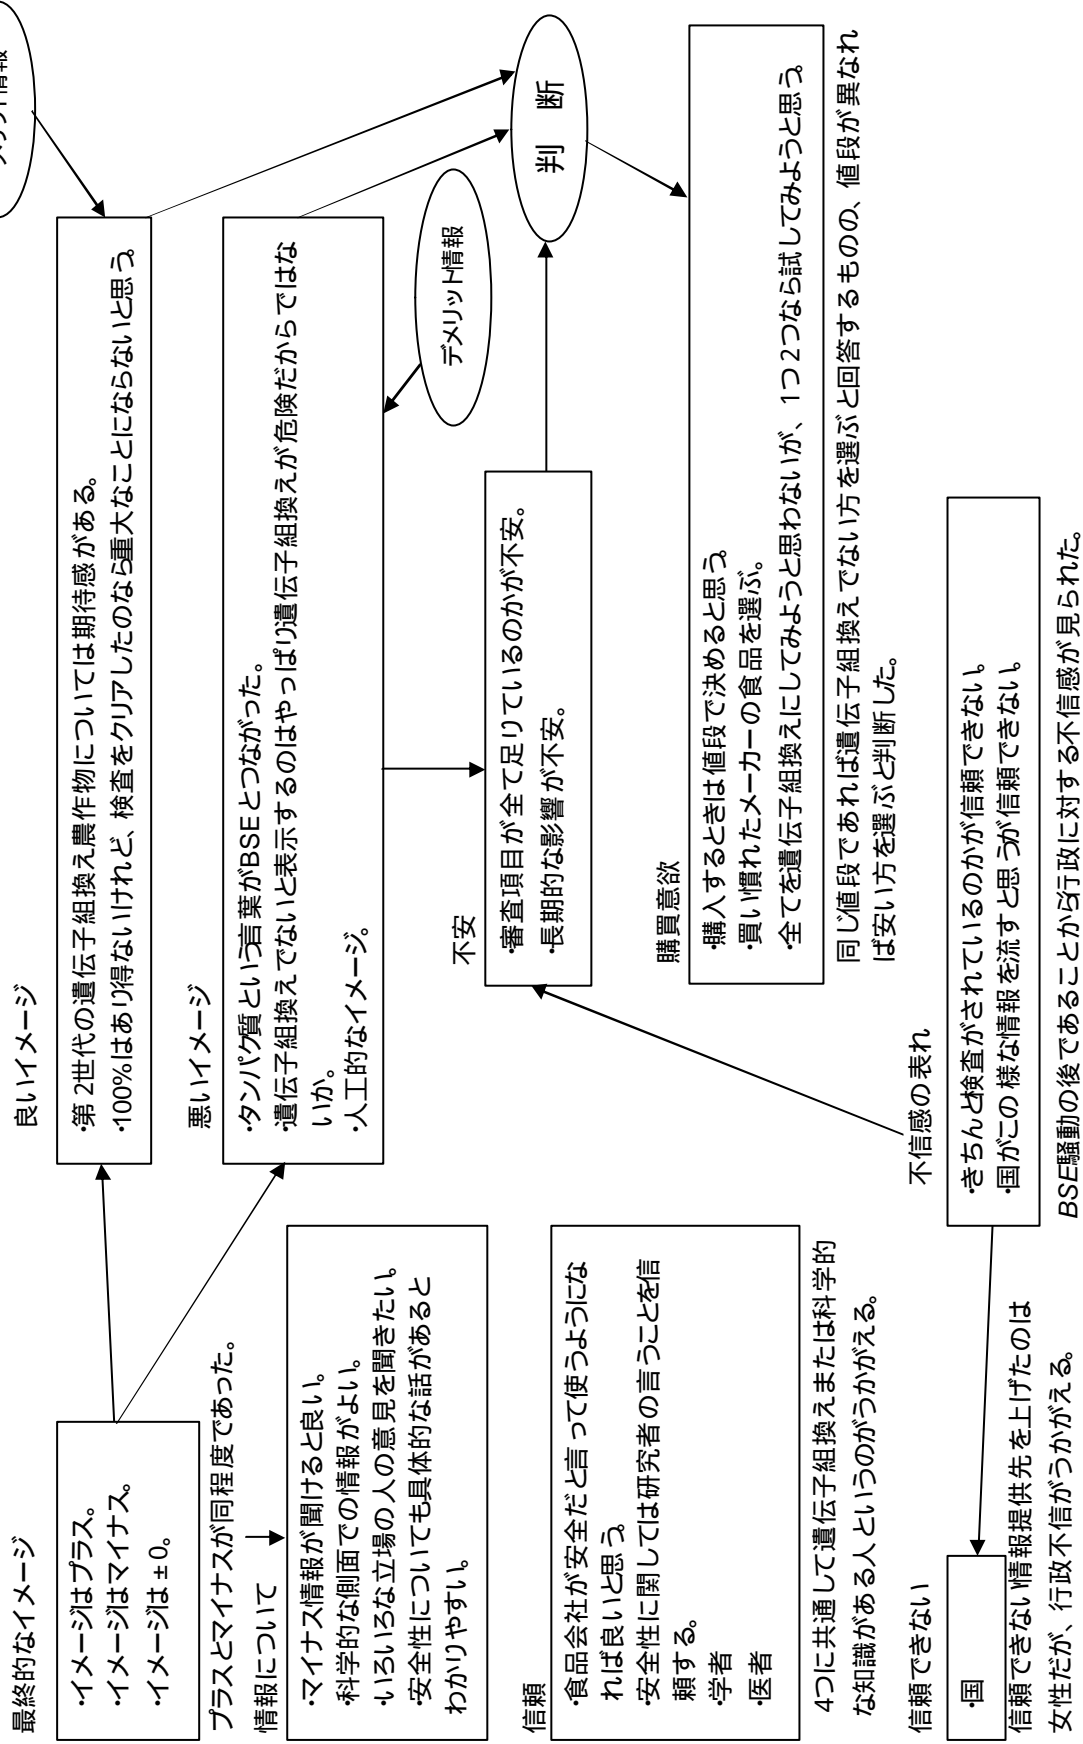 最終的なイメージ
・イメージはプラス。
・イメージはマイナス。
・イメージは±0。
プラスとマイナスが同程度であった。
情報について
・マイナス情報が聞けると良い。
・科学的な側面での情報がよい。
・いろいろな立場の人の意見を聞きたい。
・安全性についても具体的な話があると
わかりやすい。
信頼
・食品会社が安全だと言って使うようにな
れば良いと思う。
・安全性に関しては研究者の言うことを信
頼する。
・学者
・医者
4つに共通して遺伝子組換えまたは科学的
な知識がある人というのがうかがえる。
信頼できない
・国
信頼できない情報提供先を上げたのは
女性だが、行政不信がうかがえる。
良いイメージ
・第2世代の遺伝子組換え農作物については期待感がある。
・100%はあり得ないけれど、検査をクリアしたのなら重大なことにならないと思う。
悪いイメージ
・タンパク質という言葉がBSEとつながった。
・遺伝子組換えでないと表示するのはやっぱり遺伝子組換えが危険だからではな
いか。
・人工的なイメージ。
デメリット情報
不安
・審査項目が全て足りているのかが不安。
・長期的な影響が不安。
判 断
購買意欲
・購入するときは値段で決めると思う。
・買い慣れたメーカーの食品を選ぶ。
・全てを遺伝子組換えにしてみようと思わないが、1つ2つなら試してみようと思う。
同じ値段であれば遺伝子組換えでない方を選ぶと回答するものの、値段が異なれ
ば安い方を選ぶと判断した。
不信感の表れ
・きちんと検査がされているのかが信頼できない。
・国がこの様な情報を流すと思うが信頼できない。
BSE騒動の後であることから行政に対する不信感が見られた。